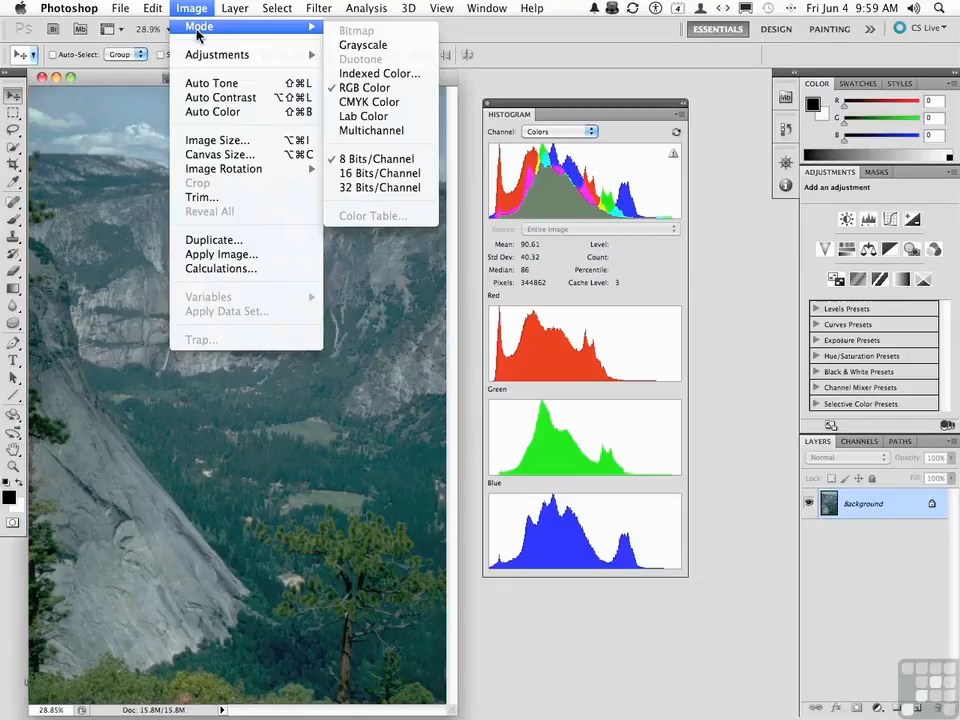 Photoshop File Edit Image Layer Select Filter Analysis 3D View Window Help 4 Fri Jun 4 9:59 AM
Ps Br Mb 28.9% ESSENTIALS DESIGN PAINTING CS Live
Auto-Select: Group
Mode
Adjustments
Auto Tone ⇧⌘L
Auto Contrast ⌥⇧⌘L
Auto Color ⇧⌘B
Image Size... ⌥⌘I
Canvas Size... ⌥⌘C
Image Rotation
Crop
Trim...
Reveal All
Duplicate...
Apply Image...
Calculations...
Variables
Apply Data Set...
Trap...
Bitmap
Grayscale
Duotone
Indexed Color...
✓ RGB Color
CMYK Color
Lab Color
Multichannel
✓ 8 Bits/Channel
16 Bits/Channel
32 Bits/Channel
Color Table...
HISTOGRAM
Channel: Colors
Source: Entire Image
Mean: 90.61 Level:
Std Dev: 40.32 Count:
Median: 86 Percentile:
Pixels: 344862 Cache Level: 3
Red
Green
Blue
COLOR SWATCHES STYLES
R 0
G 0
B 0
ADJUSTMENTS MASKS
Add an adjustment
Levels Presets
Curves Presets
Exposure Presets
Hue/Saturation Presets
Black & White Presets
Channel Mixer Presets
Selective Color Presets
LAYERS CHANNELS PATHS
Normal Opacity: 100%
Lock: Fill: 100%
Background
28.85% Doc: 15.8M/15.8M